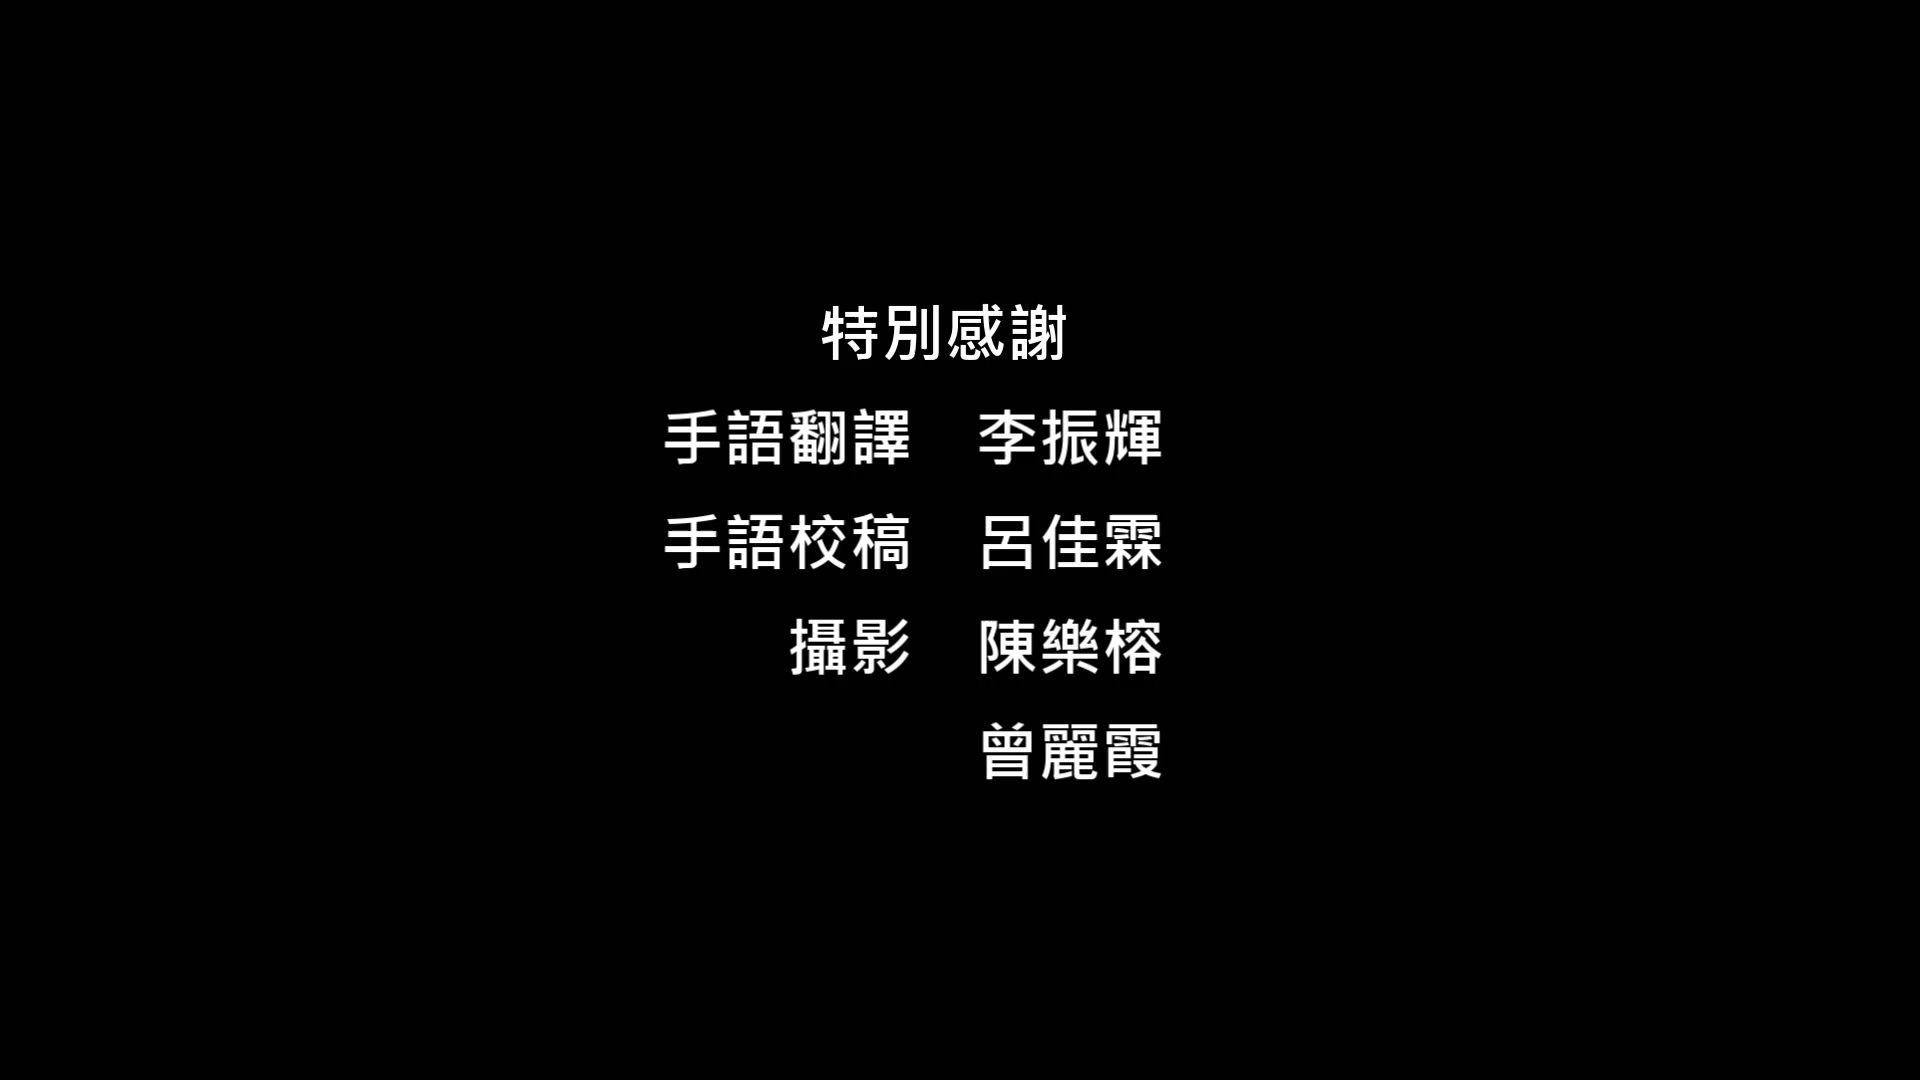 特別感謝
手語翻譯　李振輝
手語校稿　呂佳霖
攝影　陳樂榕
曾麗霞